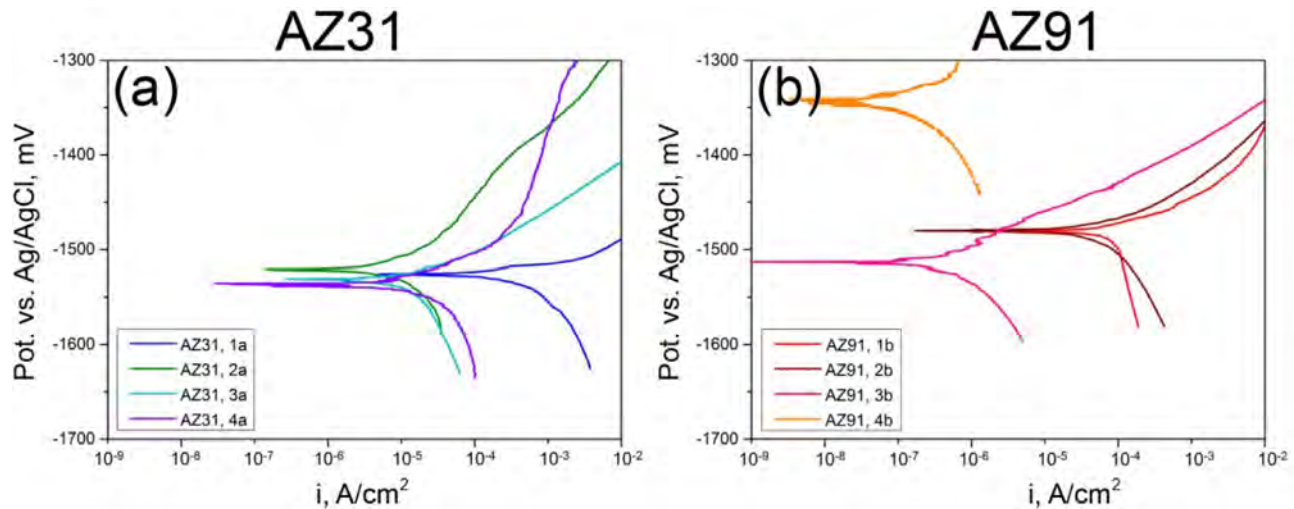 AZ31
(a)
Pot. vs. Ag/AgCl, mV
-1300
-1400
-1500
-1600
-1700
AZ31, 1a
AZ31, 2a
AZ31, 3a
AZ31, 4a
10⁻⁹ 10⁻⁸ 10⁻⁷ 10⁻⁶ 10⁻⁵ 10⁻⁴ 10⁻³ 10⁻²
i, A/cm²
AZ91
(b)
Pot. vs. Ag/AgCl, mV
-1300
-1400
-1500
-1600
-1700
AZ91, 1b
AZ91, 2b
AZ91, 3b
AZ91, 4b
10⁻⁹ 10⁻⁸ 10⁻⁷ 10⁻⁶ 10⁻⁵ 10⁻⁴ 10⁻³ 10⁻²
i, A/cm²